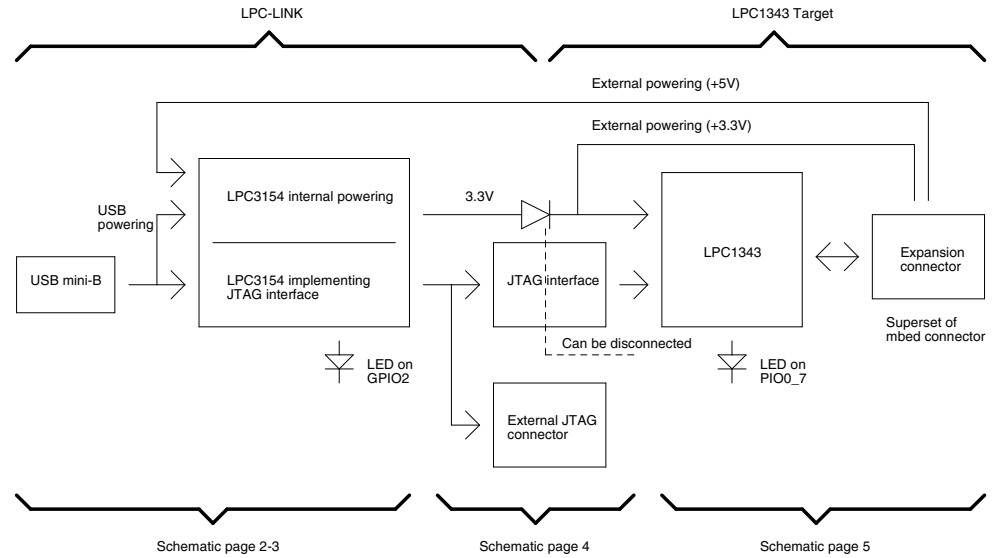 LPC-LINK
LPC1343 Target
External powering (+5V)
External powering (+3.3V)
USB
powering
LPC3154 internal powering
3.3V
USB mini-B
LPC3154 implementing
JTAG interface
JTAG interface
LPC1343
Expansion
connector
Can be disconnected
Superset of
mbed connector
LED on
GPIO2
LED on
PIO0_7
External JTAG
connector
Schematic page 2-3
Schematic page 4
Schematic page 5